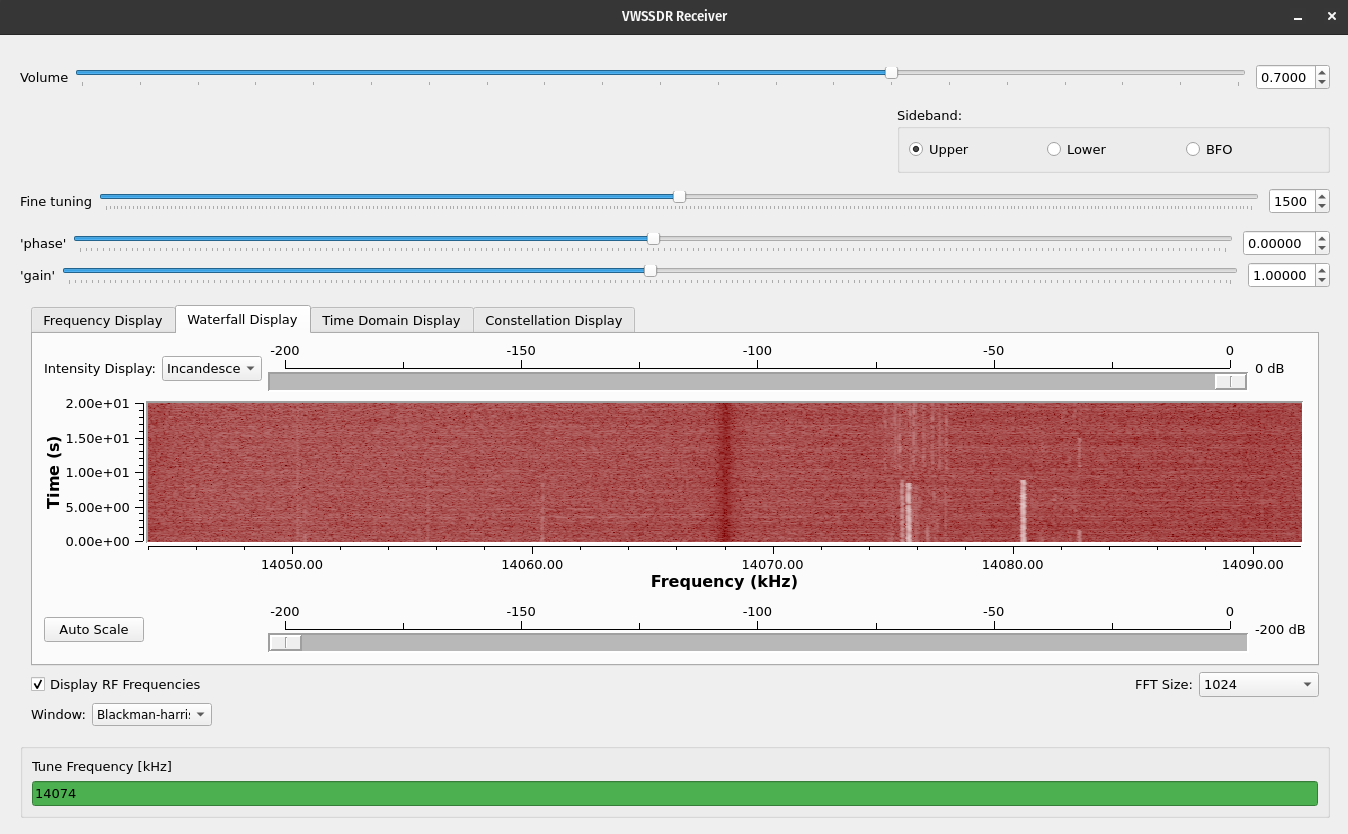 VWSSDR Receiver
Volume
0.7000
Sideband:
Upper Lower BFO
Fine tuning
1500
'phase'
0.00000
'gain'
1.00000
Frequency Display Waterfall Display Time Domain Display Constellation Display
-200 -150 -100 -50 0
Intensity Display: Incandesce 0 dB
2.00e+01
1.50e+01
1.00e+01
5.00e+00
0.00e+00
Time (s)
14050.00 14060.00 14070.00 14080.00 14090.00
Frequency (kHz)
-200 -150 -100 -50 0
Auto Scale -200 dB
Display RF Frequencies FFT Size: 1024
Window: Blackman-harris
Tune Frequency [kHz]
14074